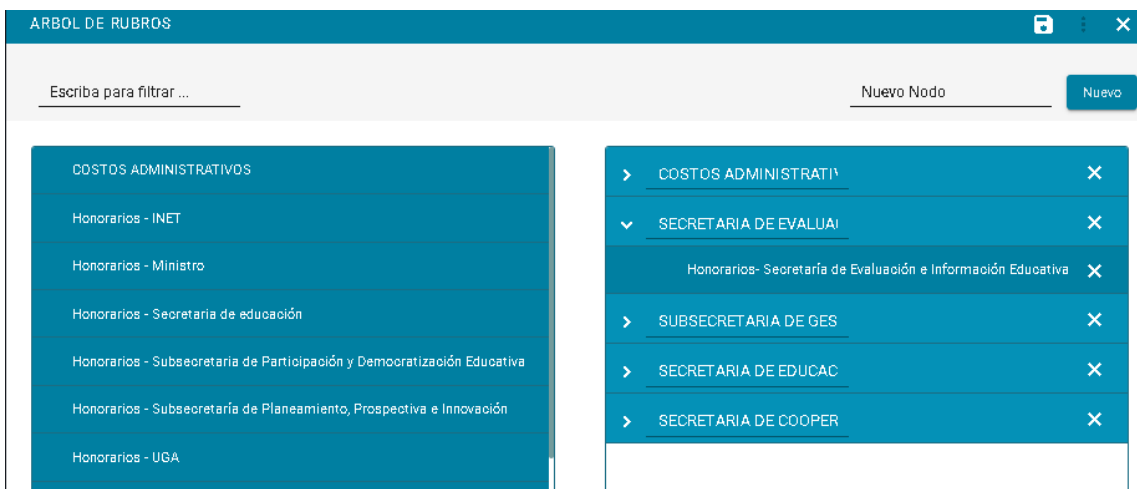 ARBOL DE RUBROS
Escriba para filtrar ...
Nuevo Nodo
Nuevo
COSTOS ADMINISTRATIVOS
Honorarios - INET
Honorarios - Ministro
Honorarios - Secretaria de educación
Honorarios - Subsecretaria de Participación y Democratización Educativa
Honorarios - Subsecretaría de Planeamiento, Prospectiva e Innovación
Honorarios - UGA
COSTOS ADMINISTRATI
SECRETARIA DE EVALUA
Honorarios- Secretaría de Evaluación e Información Educativa
SUBSECRETARIA DE GES
SECRETARIA DE EDUCAC
SECRETARIA DE COOPER